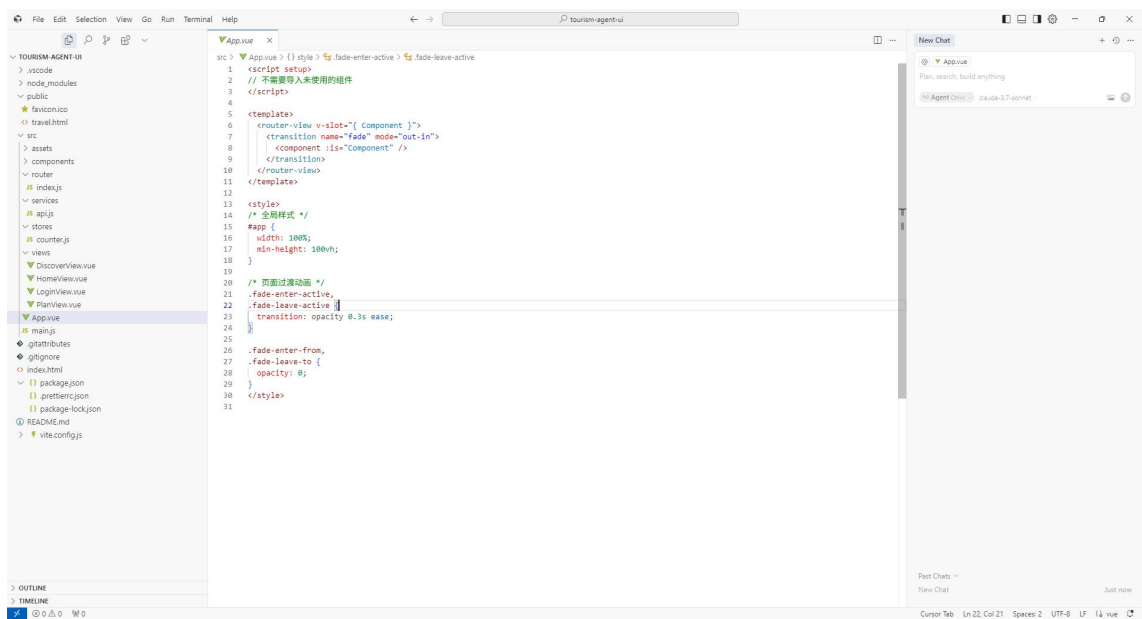 File Edit Selection View Go Run Terminal Help
tourism-agent-ui
TOURISM-AGENT-UI
.vscode
node_modules
public
favicon.ico
travel.html
src
assets
components
router
JS index.js
services
JS api.js
stores
JS counter.js
views
DiscoverView.vue
HomeView.vue
LoginView.vue
PlanView.vue
App.vue
JS main.js
.gitattributes
.gitignore
index.html
package.json
.prettierrc.json
package-lock.json
README.md
vite.config.js
OUTLINE
TIMELINE
App.vue
src > App.vue > {} style > .fade-enter-active > .fade-leave-active
1 <script setup>
2 // 不需要导入未使用的组件
3 </script>
4
5 <template>
6 <router-view v-slot="{ Component }">
7 <transition name="fade" mode="out-in">
8 <component :is="Component" />
9 </transition>
10 </router-view>
11 </template>
12
13 <style>
14 /* 全局样式 */
15 #app {
16 width: 100%;
17 min-height: 100vh;
18 }
19
20 /* 页面过渡动画 */
21 .fade-enter-active,
22 .fade-leave-active {
23 transition: opacity 0.3s ease;
24 }
25
26 .fade-enter-from,
27 .fade-leave-to {
28 opacity: 0;
29 }
30 </style>
31
New Chat
@ App.vue
Plan, search, build anything
Agent Ctrl+I claude-3.7-sonnet
Past Chats
New Chat Just now
0 0 0
Cursor Tab Ln 22, Col 21 Spaces: 2 UTF-8 LF vue